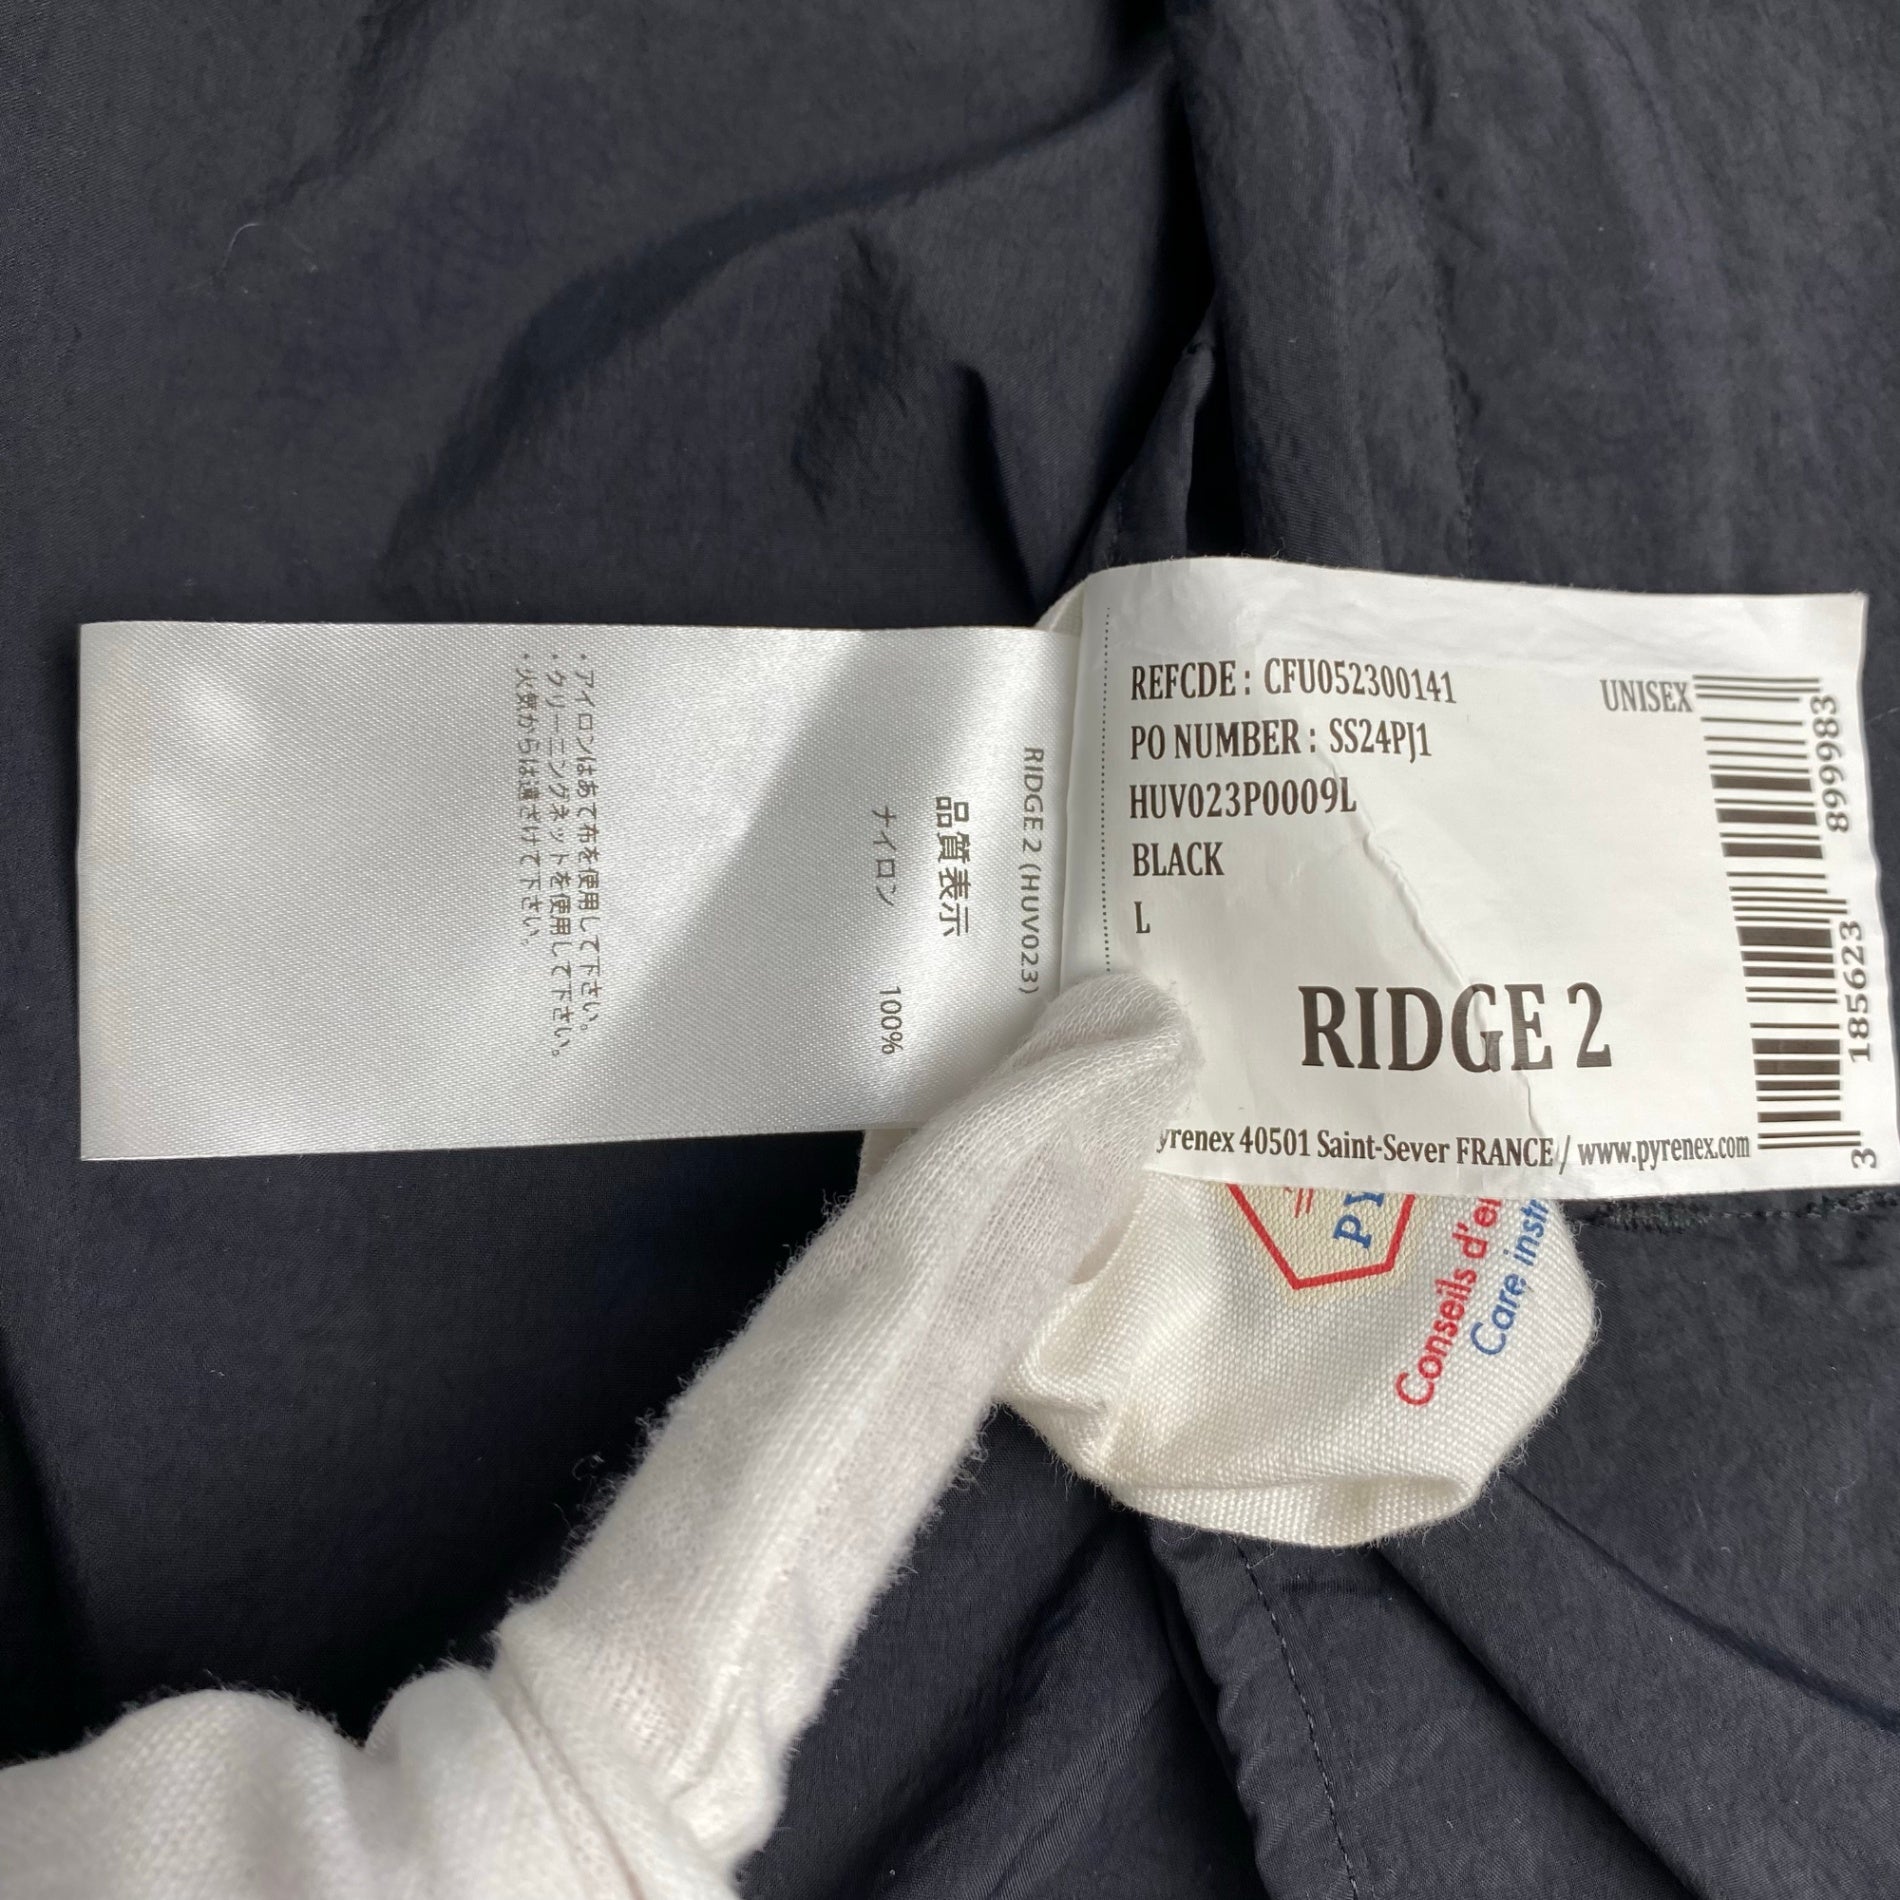 RIDGE 2 (HUV023)
品質表示
ナイロン 100%
・アイロンはあて布を使用して下さい。
・クリーニングネットを使用して下さい。
・火気からは遠ざけて下さい。
REFCDE : CFU052300141
PO NUMBER : SS24PJ1
HUV023P0009L
BLACK
L
UNISEX
RIDGE 2
yrenex 40501 Saint-Sever FRANCE / www.pyrenex.com
3 185623 899983
PY
Conseils d'e
Care inst